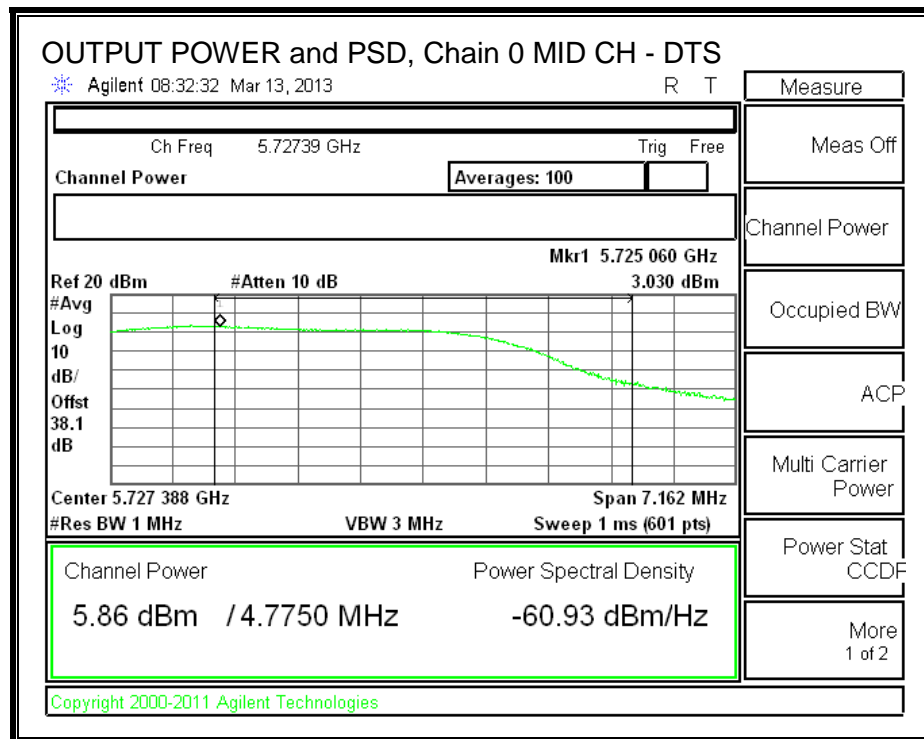 OUTPUT POWER and PSD, Chain 0 MID CH - DTS
Agilent 08:32:32 Mar 13, 2013 R T
Ch Freq 5.72739 GHz Trig Free
Channel Power Averages: 100
Mkr1 5.725 060 GHz
Ref 20 dBm #Atten 10 dB 3.030 dBm
#Avg
Log
10
dB/
Offst
38.1
dB
1
Center 5.727 388 GHz Span 7.162 MHz
#Res BW 1 MHz VBW 3 MHz Sweep 1 ms (601 pts)
Channel Power Power Spectral Density
5.86 dBm / 4.7750 MHz -60.93 dBm/Hz
Copyright 2000-2011 Agilent Technologies
Measure
Meas Off
Channel Power
Occupied BW
ACP
Multi Carrier
Power
Power Stat
CCDF
More
1 of 2